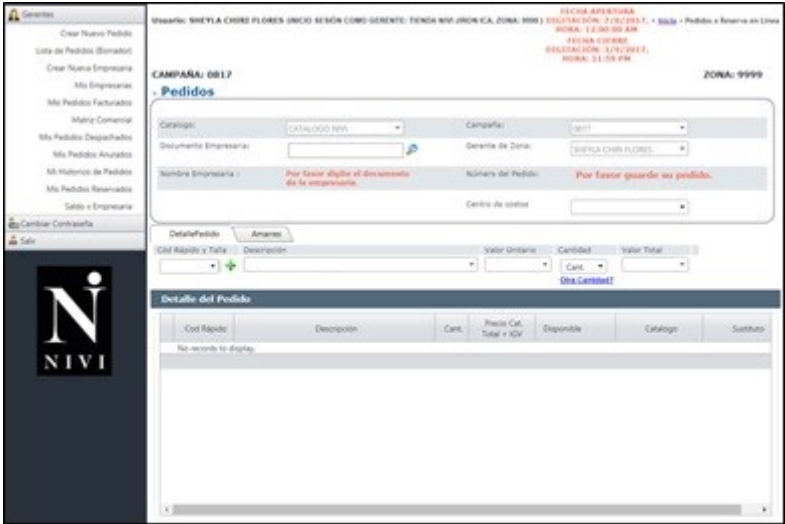 Gerentes
Crear Nuevo Pedido
Lista de Pedidos (Borrador)
Crear Nueva Empresaria
Mis Empresarias
Mis Pedidos Facturados
Matriz Comercial
Mis Pedidos Despachados
Mis Pedidos Anulados
Mi Historico de Pedidos
Mis Pedidos Reservados
Saldo x Empresaria
Cambiar Contraseña
Salir
NIVI
FECHA APERTURA
Usuario: SHEYLA CHIRI FLORES (INICIO SESIÓN COMO GERENTE: TIENDA NIVI JIRON ICA, ZONA: 9999 ) DIGITACIÓN: 7/8/2017, • Inicio • Pedidos x Reserva en Linea
HORA: 12:00:00 AM
FECHA CIERRE
DIGITACIÓN: 3/9/2017,
HORA: 11:59 PM
CAMPAÑA: 0817 ZONA: 9999
- Pedidos
Catalogo: CATALOGO NIVI Campaña: 0817
Documento Empresaria: Gerente de Zona: SHEYLA CHIRI FLORES
Nombre Empresaria : Por favor digite el documento de la empresaria. Número del Pedido: Por favor guarde su pedido.
Centro de costos
DetallePedido Amarres
Cód Rápido y Talla Descripción Valor Unitario Cantidad Valor Total
Cant.
Otra Cantidad?
Detalle del Pedido
Cod Rápido Descripción Cant. Precio Cat. Total + IGV Disponible Catalogo Sustituto
No records to display.